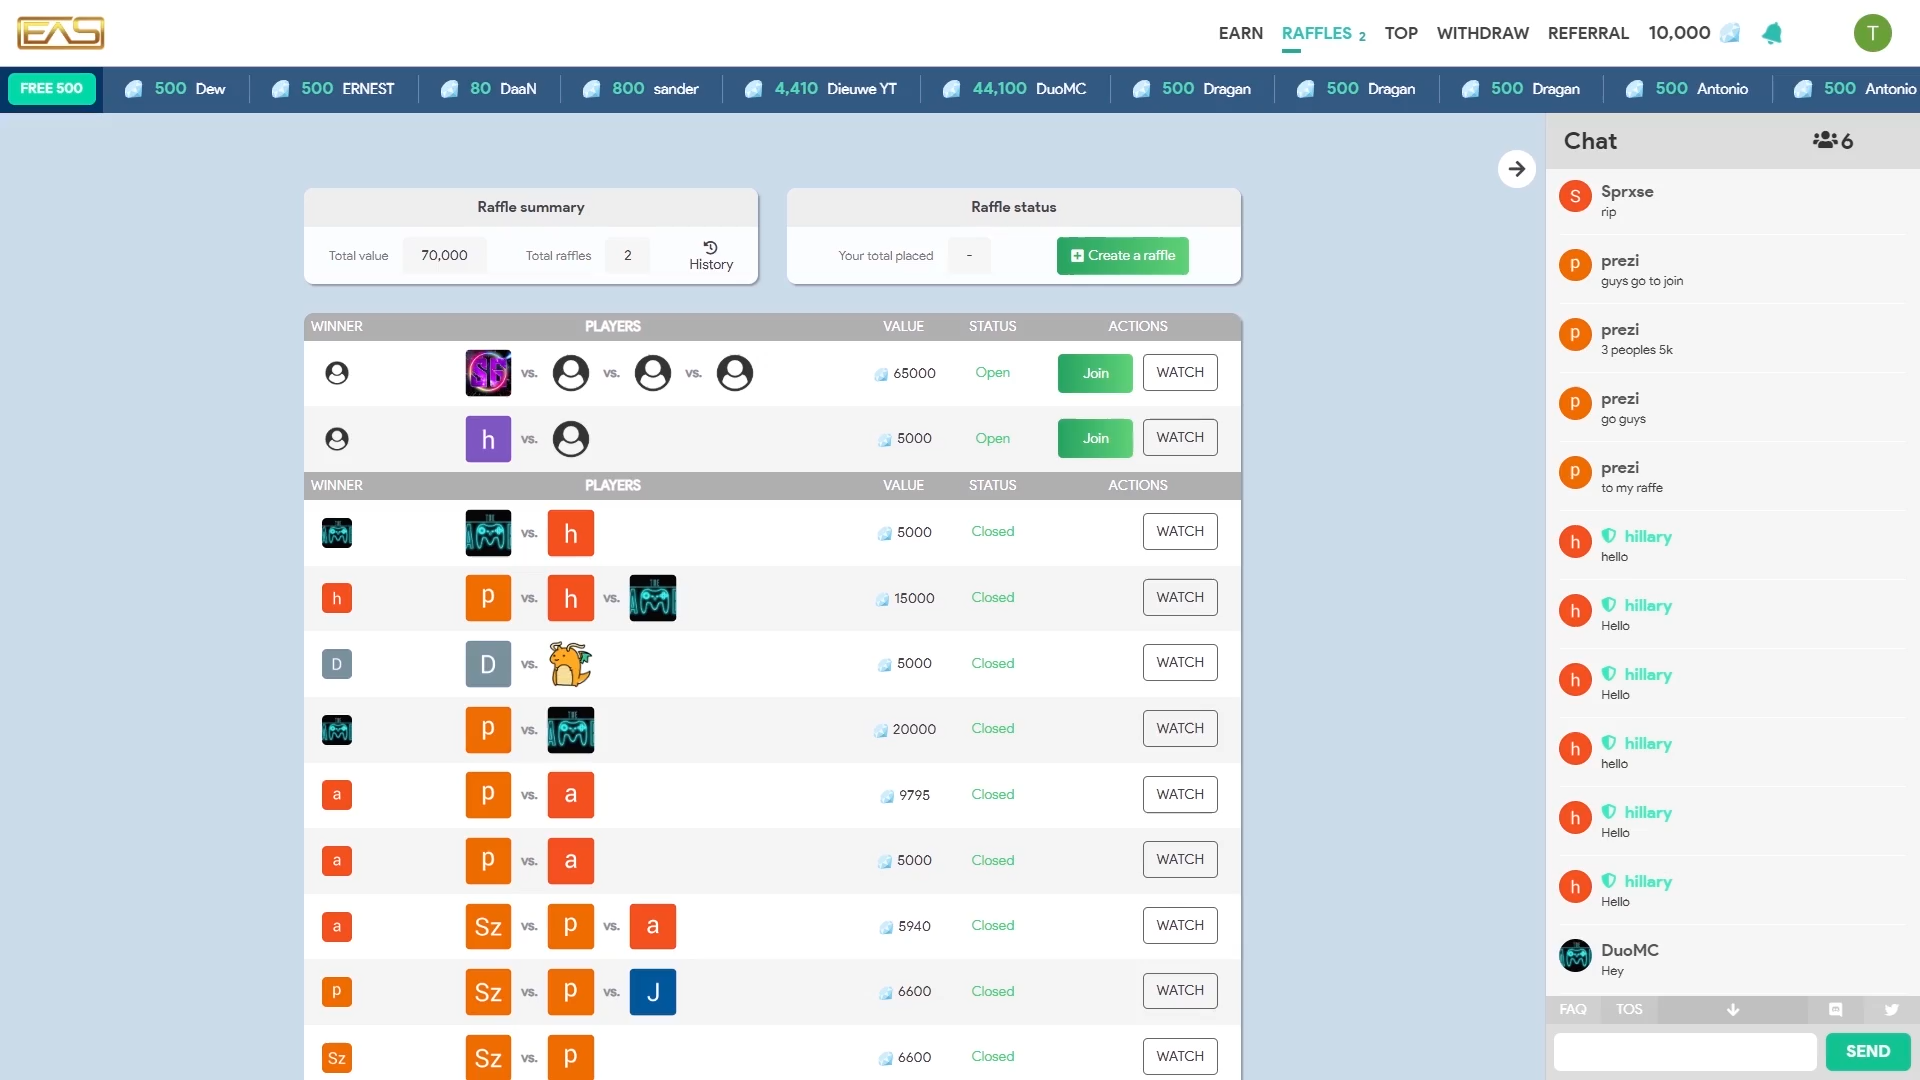 EAS
EARN RAFFLES 2 TOP WITHDRAW REFERRAL 10,000 T
FREE 500 500 Dew 500 ERNEST 80 DaaN 800 sander 4,410 Dieuwe YT 44,100 DuoMC 500 Dragan 500 Dragan 500 Dragan 500 Antonio 500 Antonio
Raffle summary
Total value 70,000 Total raffles 2 History
Raffle status
Your total placed - Create a raffle
WINNER PLAYERS VALUE STATUS ACTIONS
SG vs. vs. vs. 65000 Open Join WATCH
h vs. 5000 Open Join WATCH
WINNER PLAYERS VALUE STATUS ACTIONS
vs. h 5000 Closed WATCH
h p vs. h vs. 15000 Closed WATCH
D D vs. 5000 Closed WATCH
p vs. 20000 Closed WATCH
a p vs. a 9795 Closed WATCH
a p vs. a 5000 Closed WATCH
a Sz vs. p vs. a 5940 Closed WATCH
p Sz vs. p vs. J 6600 Closed WATCH
Sz Sz vs. p 6600 Closed WATCH
Chat 6
S Sprxse
rip
p prezi
guys go to join
p prezi
3 peoples 5k
p prezi
go guys
p prezi
to my raffe
h hillary
hello
h hillary
Hello
h hillary
Hello
h hillary
hello
h hillary
Hello
h hillary
Hello
DuoMC
Hey
FAQ TOS
SEND